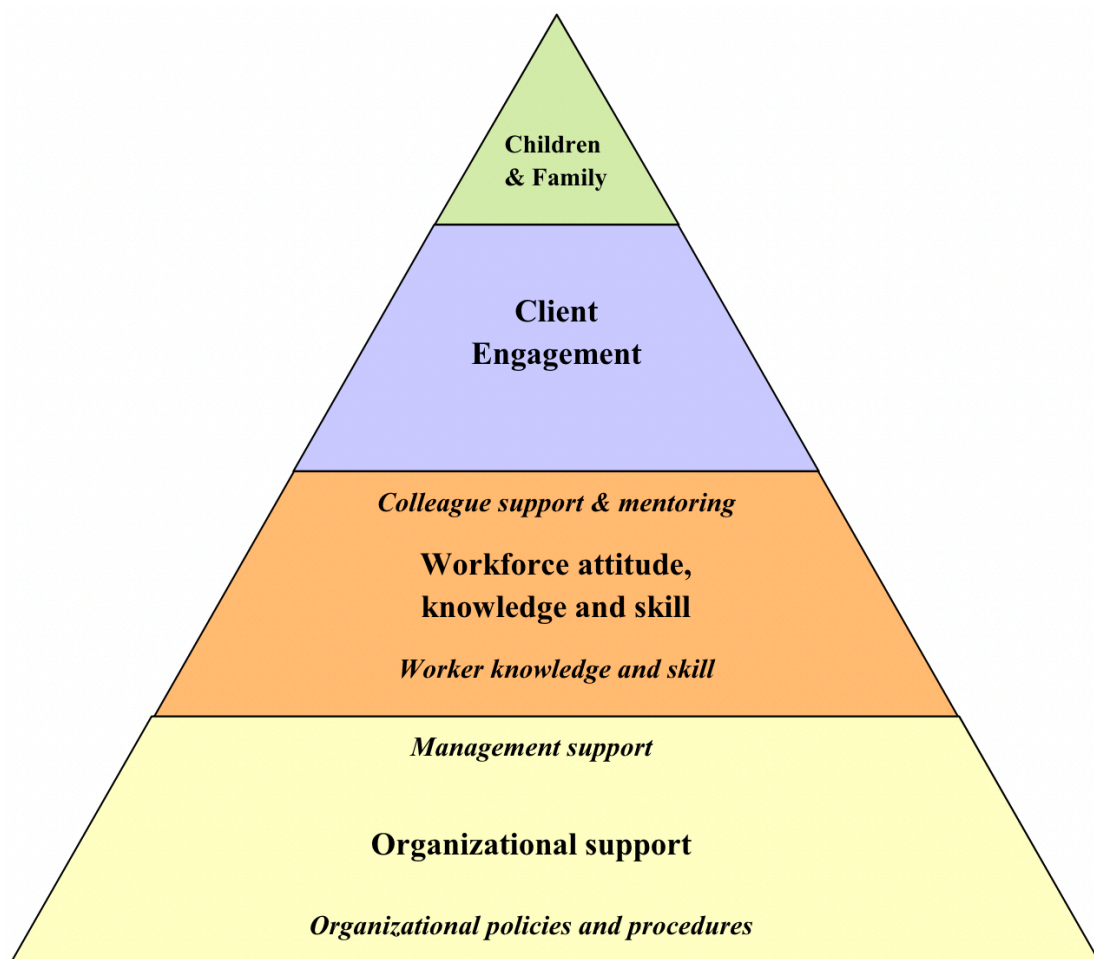 Children
& Family
Client
Engagement
Colleague support & mentoring
Workforce attitude,
knowledge and skill
Worker knowledge and skill
Management support
Organizational support
Organizational policies and procedures